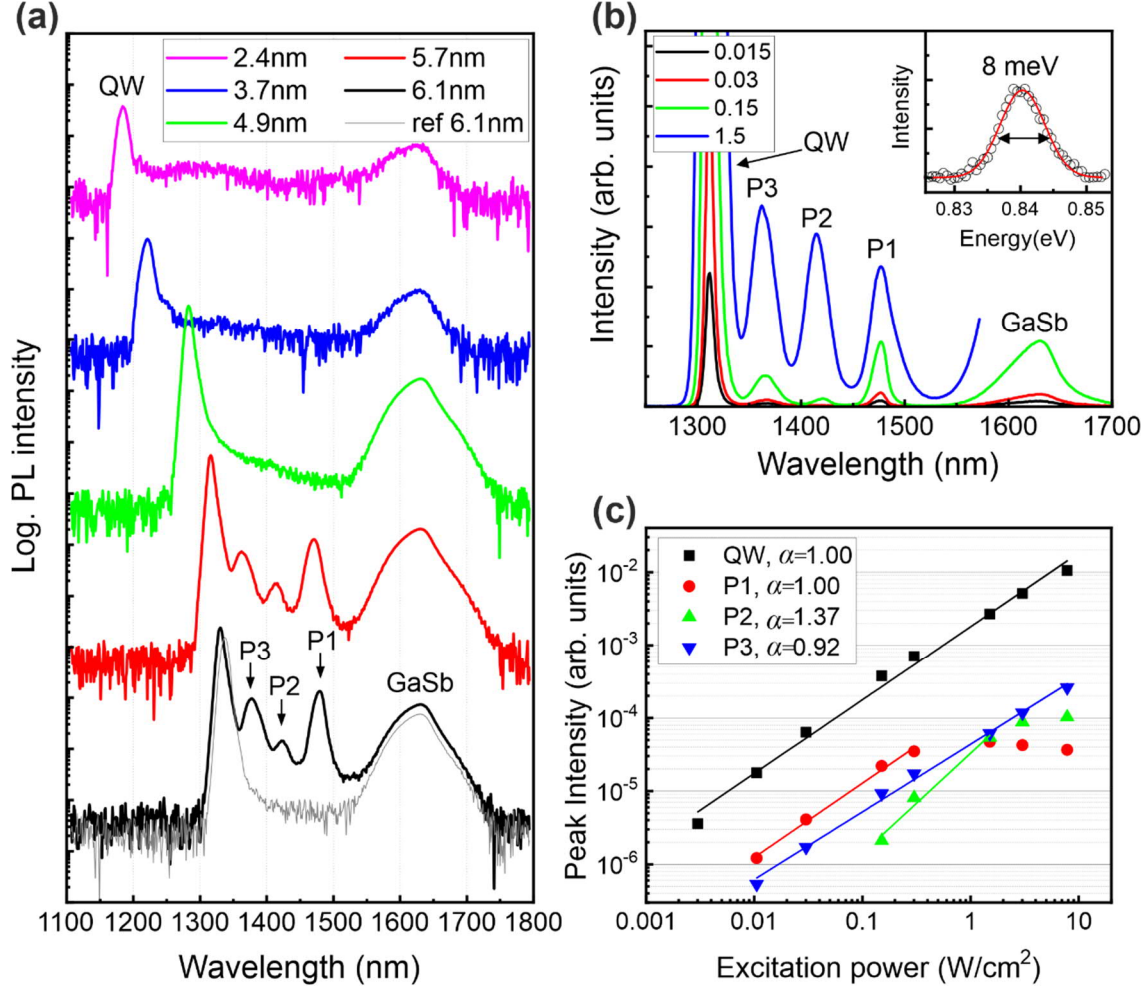 (a)
2.4nm 5.7nm
3.7nm 6.1nm
4.9nm ref 6.1nm
QW
P3
P2
P1
GaSb
Log. PL intensity
1100 1200 1300 1400 1500 1600 1700 1800
Wavelength (nm)
(b)
0.015
0.03
0.15
1.5
QW
P3
P2
P1
GaSb
Intensity (arb. units)
1300 1400 1500 1600 1700
Wavelength (nm)
8 meV
Intensity
0.83 0.84 0.85
Energy(eV)
(c)
QW, α=1.00
P1, α=1.00
P2, α=1.37
P3, α=0.92
Peak Intensity (arb. units)
10⁻²
10⁻³
10⁻⁴
10⁻⁵
10⁻⁶
0.001 0.01 0.1 1 10
Excitation power (W/cm²)